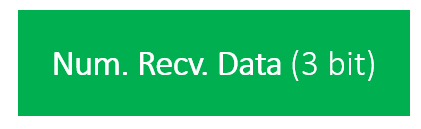 Num. Recv. Data (3 bit)